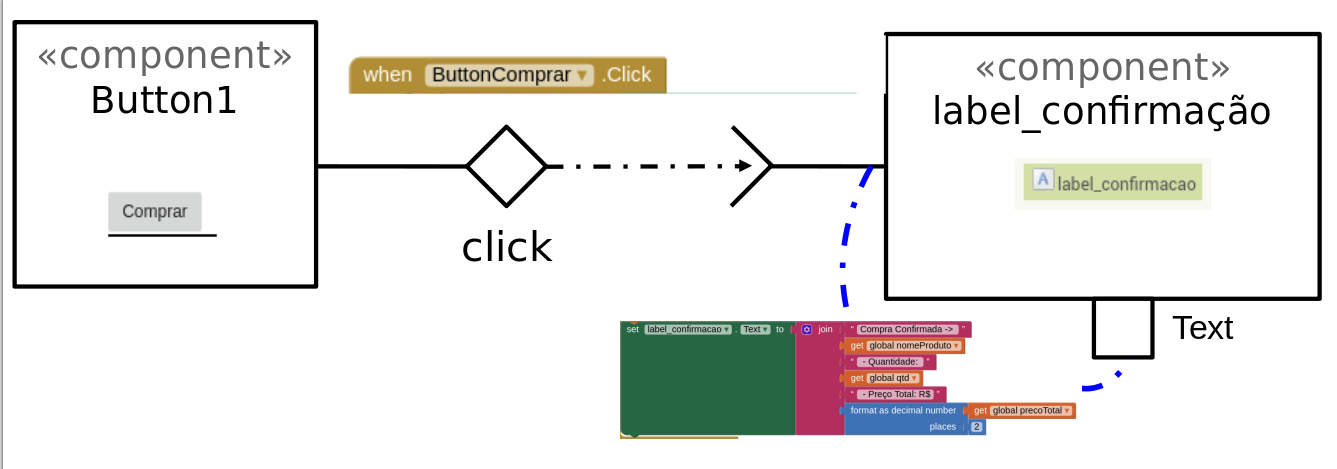 «component»
Button1
Comprar
when ButtonComprar ▾ .Click
click
«component»
label_confirmação
A label_confirmacao
Text
set label_confirmacao ▾ . Text ▾ to join " Compra Confirmada -> "
get global nomeProduto ▾
" - Quantidade: "
get global qtd ▾
" - Preço Total: R$ "
format as decimal number get global precoTotal ▾
places 2